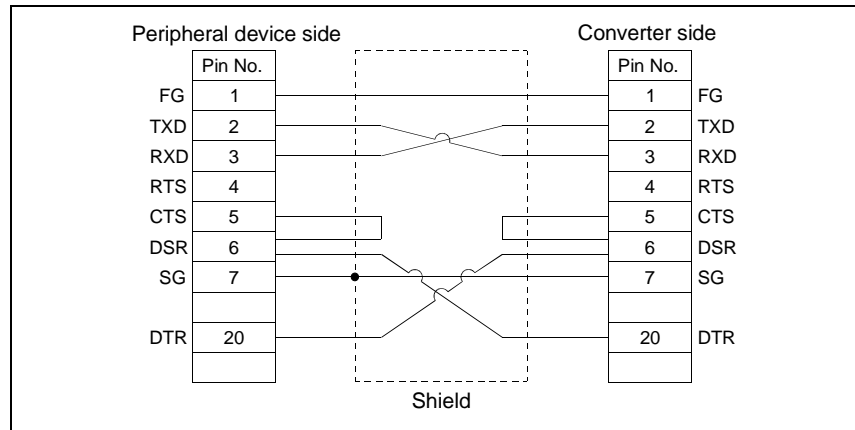 Peripheral device side Converter side
Pin No. Pin No.
FG 1 1 FG
TXD 2 2 TXD
RXD 3 3 RXD
RTS 4 4 RTS
CTS 5 5 CTS
DSR 6 6 DSR
SG 7 7 SG
DTR 20 20 DTR
Shield